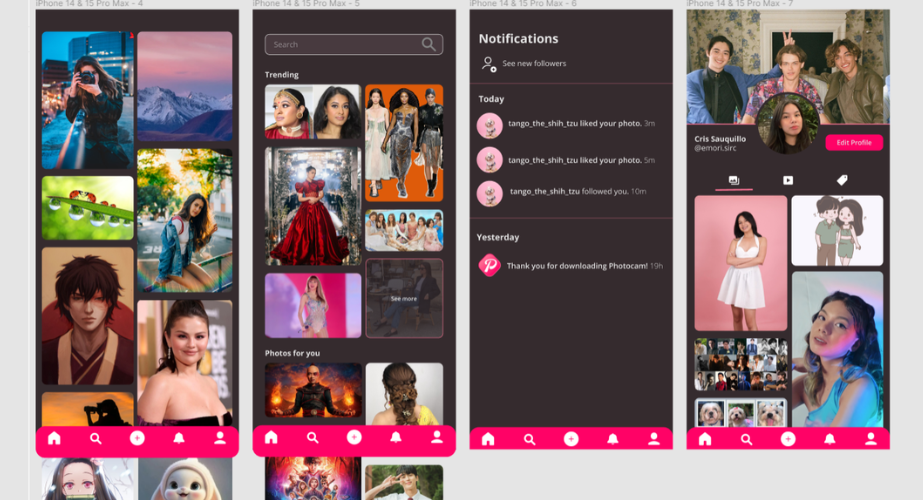 iPhone 14 & 15 Pro Max - 4
iPhone 14 & 15 Pro Max - 5
iPhone 14 & 15 Pro Max - 6
iPhone 14 & 15 Pro Max - 7
Search
Trending
See more
Photos for you
Notifications
See new followers
Today
tango_the_shih_tzu liked your photo. 3m
tango_the_shih_tzu liked your photo. 5m
tango_the_shih_tzu followed you. 10m
Yesterday
Thank you for downloading Photocam! 19h
Cris Sauquillo
@emori.sirc
Edit Profile